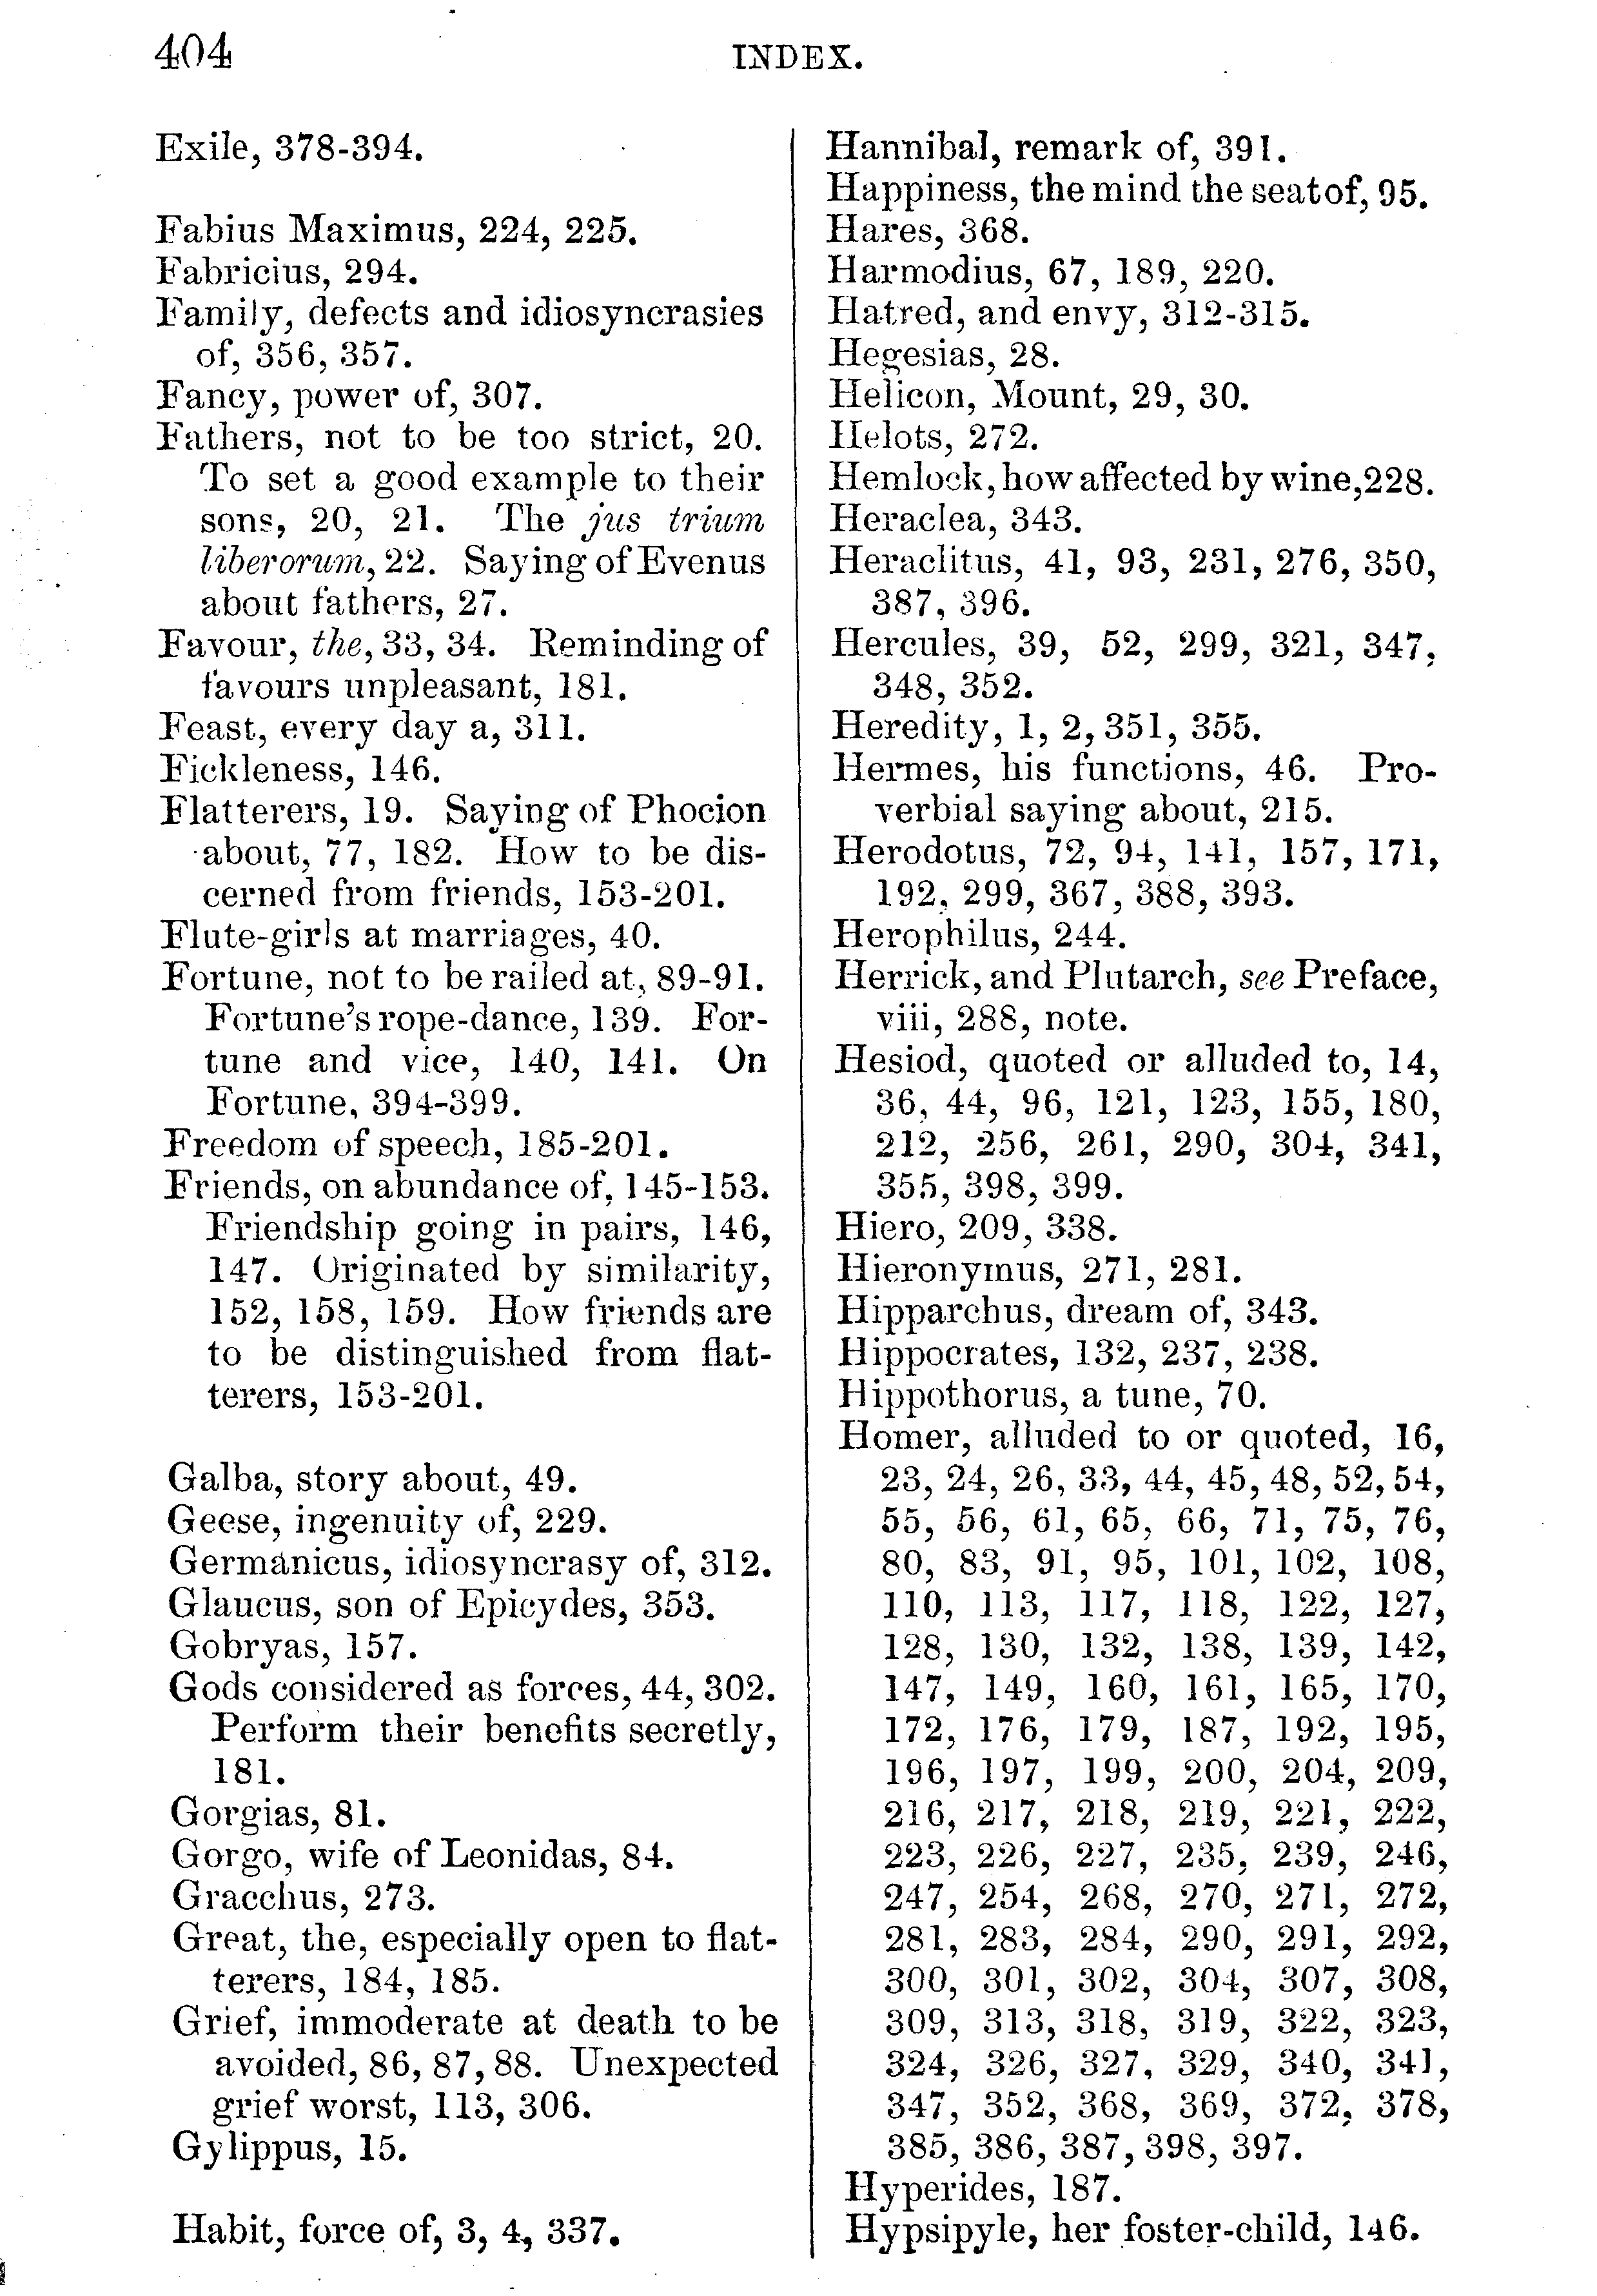 404
INDEX.
Exile, 378-394.
Fabius Maximus, 224, 225.
Fabricius, 294.
Family, defects and idiosyncrasies
of, 356, 357.
Fancy, power of, 307.
Fathers, not to be too strict, 20.
To set a good example to their
sons, 20, 21. The jus trium
liberorum, 22. Saying of Evenus
about fathers, 27.
Favour, the, 33, 34. Reminding of
favours unpleasant, 181.
Feast, every day a, 311.
Fickleness, 146.
Flatterers, 19. Saying of Phocion
about, 77, 182. How to be dis-
cerned from friends, 153-201.
Flute-girls at marriages, 40.
Fortune, not to be railed at, 89-91.
Fortune's rope-dance, 139. For-
tune and vice, 140, 141. On
Fortune, 394-399.
Freedom of speech, 185-201.
Friends, on abundance of, 145-153.
Friendship going in pairs, 146,
147. Originated by similarity,
152, 158, 159. How friends are
to be distinguished from flat-
terers, 153-201.
Galba, story about, 49.
Geese, ingenuity of, 229.
Germanicus, idiosyncrasy of, 312.
Glaucus, son of Epicydes, 353.
Gobryas, 157.
Gods considered as forces, 44, 302.
Perform their benefits secretly,
181.
Gorgias, 81.
Gorgo, wife of Leonidas, 84.
Gracchus, 273.
Great, the, especially open to flat-
terers, 184, 185.
Grief, immoderate at death to be
avoided, 86, 87, 88. Unexpected
grief worst, 113, 306.
Gylippus, 15.
Habit, force of, 3, 4, 337.
Hannibal, remark of, 391.
Happiness, the mind the seat of, 95.
Hares, 368.
Harmodius, 67, 189, 220.
Hatred, and envy, 312-315.
Hegesias, 28.
Helicon, Mount, 29, 30.
Helots, 272.
Hemlock, how affected by wine, 228.
Heraclea, 343.
Heraclitus, 41, 93, 231, 276, 350,
387, 396.
Hercules, 39, 52, 299, 321, 347,
348, 352.
Heredity, 1, 2, 351, 355.
Hermes, his functions, 46. Pro-
verbial saying about, 215.
Herodotus, 72, 94, 141, 157, 171,
192, 299, 367, 388, 393.
Herophilus, 244.
Herrick, and Plutarch, see Preface,
viii, 288, note.
Hesiod, quoted or alluded to, 14,
36, 44, 96, 121, 123, 155, 180,
212, 256, 261, 290, 304, 341,
355, 398, 399.
Hiero, 209, 338.
Hieronymus, 271, 281.
Hipparchus, dream of, 343.
Hippocrates, 132, 237, 238.
Hippothorus, a tune, 70.
Homer, alluded to or quoted, 16,
23, 24, 26, 33, 44, 45, 48, 52, 54,
55, 56, 61, 65, 66, 71, 75, 76,
80, 83, 91, 95, 101, 102, 108,
110, 113, 117, 118, 122, 127,
128, 130, 132, 138, 139, 142,
147, 149, 160, 161, 165, 170,
172, 176, 179, 187, 192, 195,
196, 197, 199, 200, 204, 209,
216, 217, 218, 219, 221, 222,
223, 226, 227, 235, 239, 246,
247, 254, 268, 270, 271, 272,
281, 283, 284, 290, 291, 292,
300, 301, 302, 304, 307, 308,
309, 313, 318, 319, 322, 323,
324, 326, 327, 329, 340, 341,
347, 352, 368, 369, 372, 378,
385, 386, 387, 398, 397.
Hyperides, 187.
Hypsipyle, her foster-child, 146.